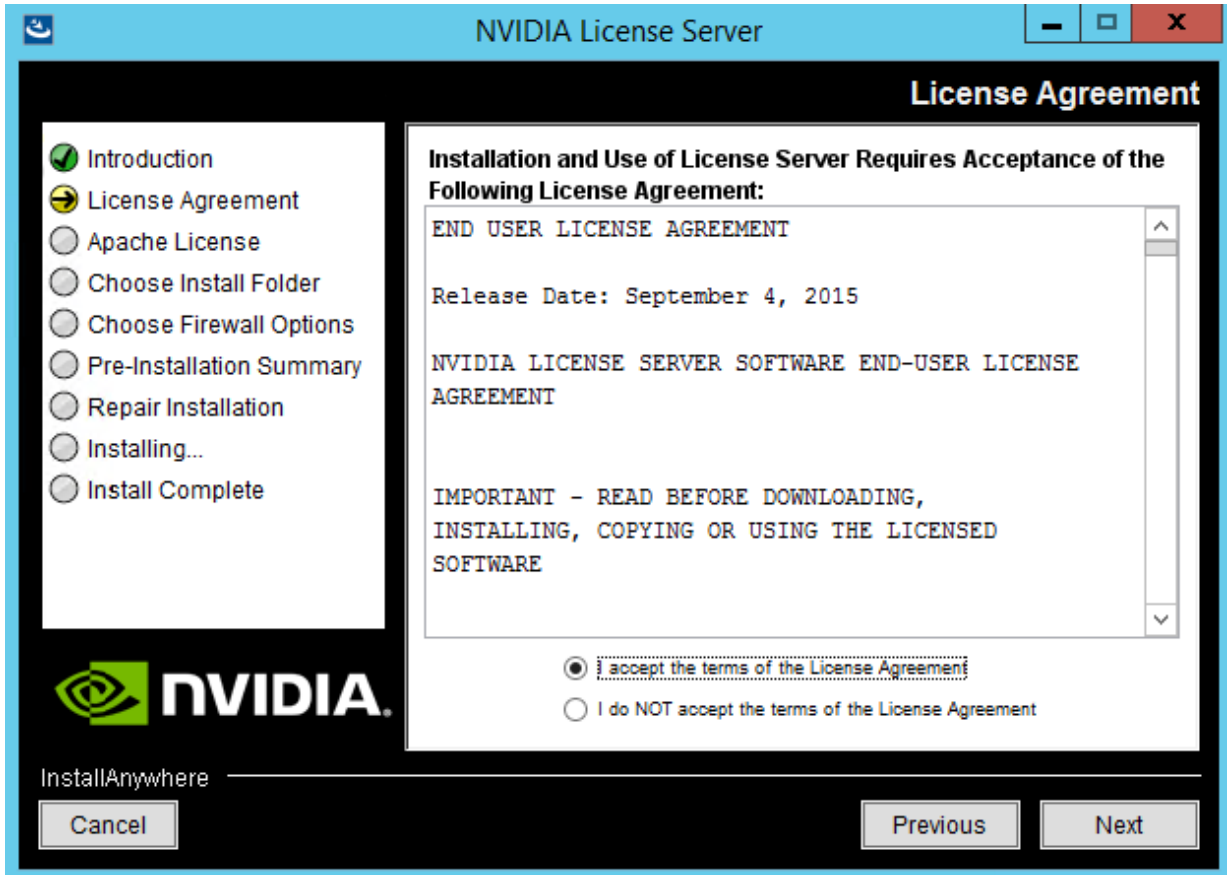 NVIDIA License Server
License Agreement
Introduction
License Agreement
Apache License
Choose Install Folder
Choose Firewall Options
Pre-Installation Summary
Repair Installation
Installing...
Install Complete
Installation and Use of License Server Requires Acceptance of the
Following License Agreement:
END USER LICENSE AGREEMENT
Release Date: September 4, 2015
NVIDIA LICENSE SERVER SOFTWARE END-USER LICENSE
AGREEMENT
IMPORTANT - READ BEFORE DOWNLOADING,
INSTALLING, COPYING OR USING THE LICENSED
SOFTWARE
I accept the terms of the License Agreement
I do NOT accept the terms of the License Agreement
NVIDIA.
InstallAnywhere
Cancel
Previous
Next